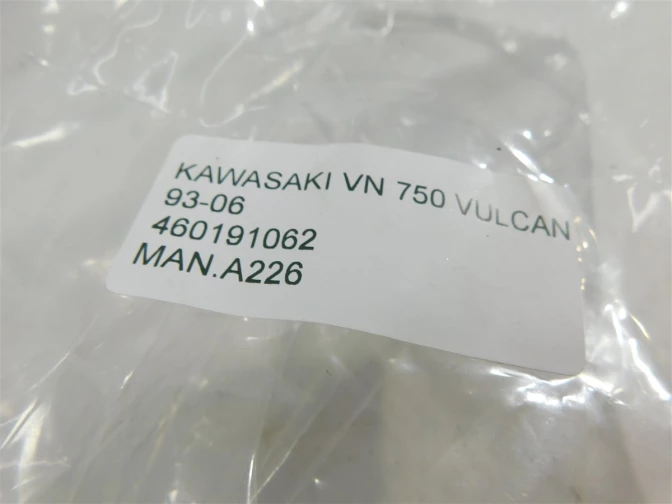 KAWASAKI VN 750 VULCAN
93-06
460191062
MAN.A226